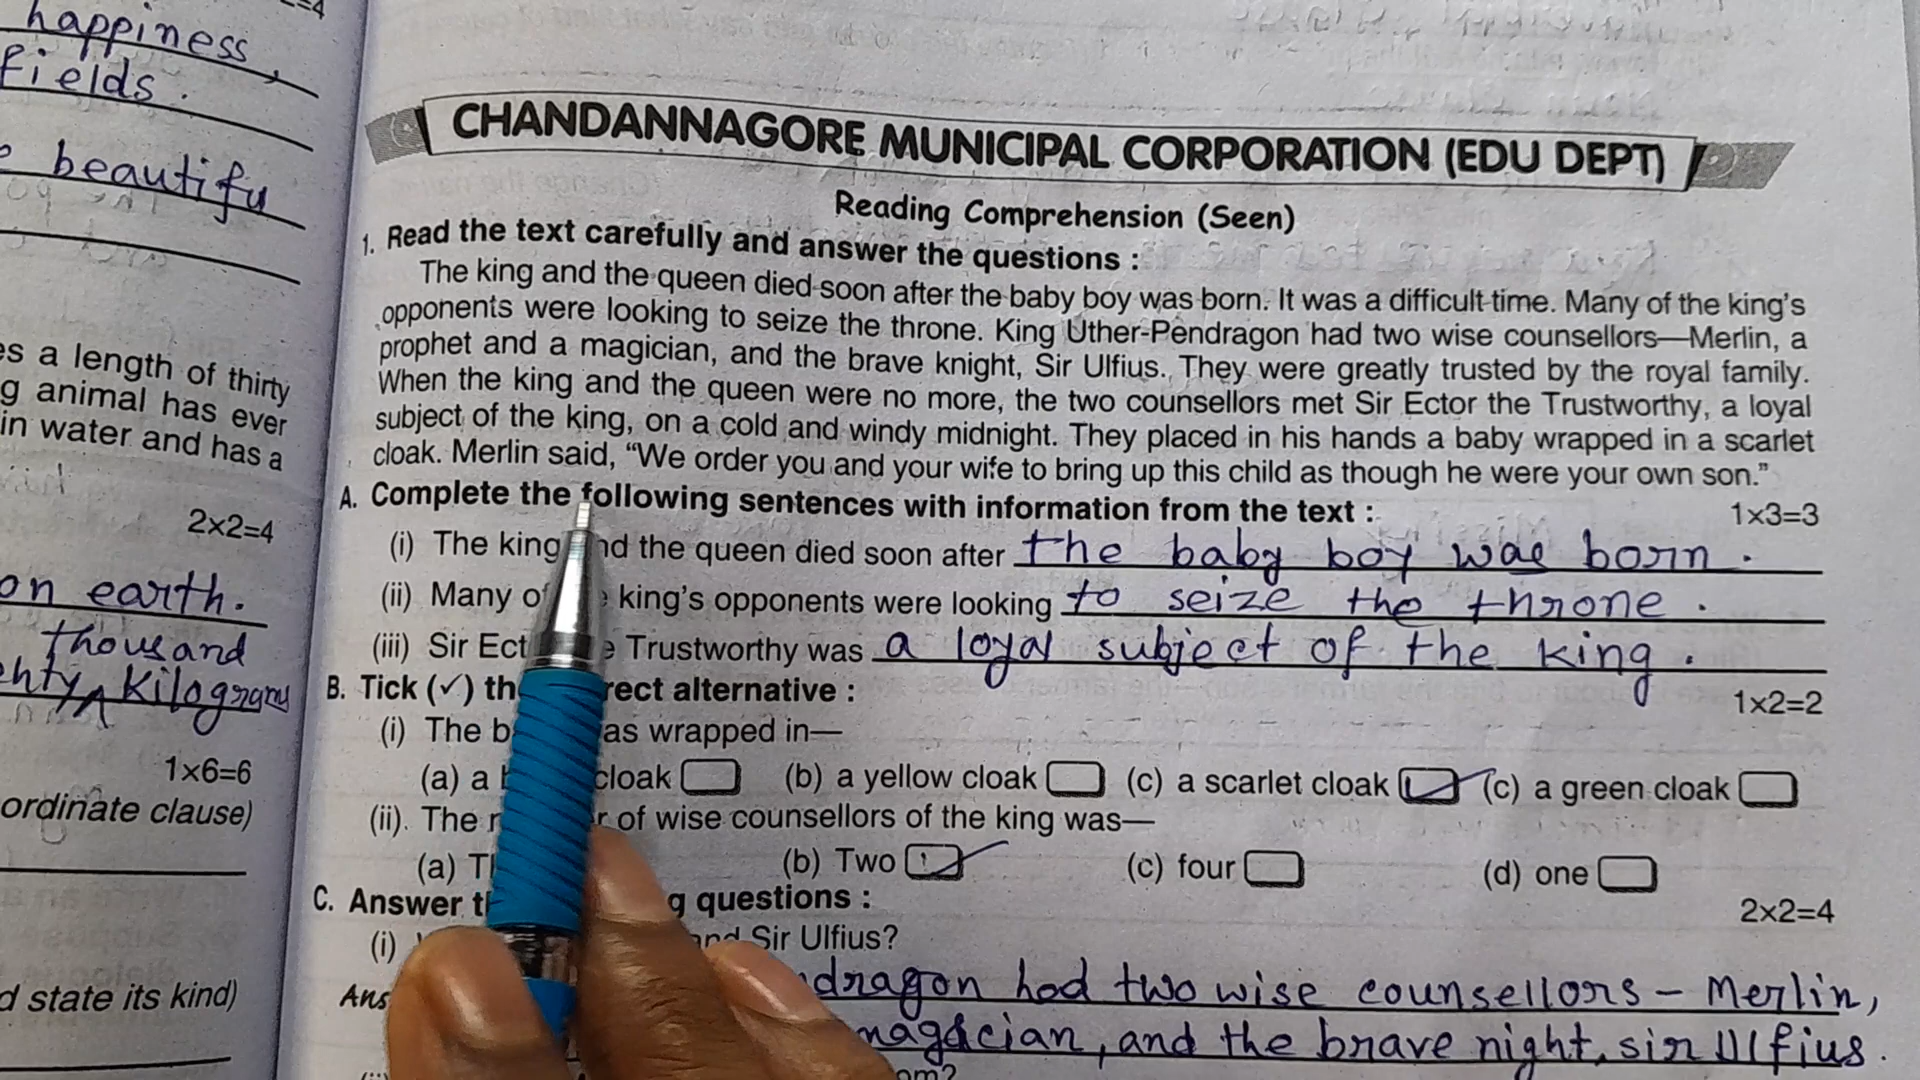 happiness,
fields.
beautifu
es a length of thirty
g animal has ever
in water and has a
2×2=4
on earth.
thousand
kilograms
1×6=6
ordinate clause)
d state its kind)
CHANDANNAGORE MUNICIPAL CORPORATION (EDU DEPT)
Reading Comprehension (Seen)
1. Read the text carefully and answer the questions :
The king and the queen died soon after the baby boy was born. It was a difficult time. Many of the king's
opponents were looking to seize the throne. King Uther-Pendragon had two wise counsellors—Merlin, a
prophet and a magician, and the brave knight, Sir Ulfius. They were greatly trusted by the royal family.
When the king and the queen were no more, the two counsellors met Sir Ector the Trustworthy, a loyal
subject of the king, on a cold and windy midnight. They placed in his hands a baby wrapped in a scarlet
cloak. Merlin said, “We order you and your wife to bring up this child as though he were your own son.”
A. Complete the following sentences with information from the text : 1×3=3
(i) The king nd the queen died soon after the baby boy was born.
(ii) Many of king's opponents were looking to seize the throne.
(iii) Sir Ect e Trustworthy was a loyal subject of the king.
B. Tick (✓) th rect alternative : 1×2=2
(i) The b as wrapped in—
(a) a cloak (b) a yellow cloak (c) a scarlet cloak (c) a green cloak
(ii). The of wise counsellors of the king was—
(a) (b) Two (c) four (d) one
C. Answer g questions : 2×2=4
(i) and Sir Ulfius?
Ans dragon had two wise counsellors - Merlin,
magician, and the brave night, sir Ulfius.
om?